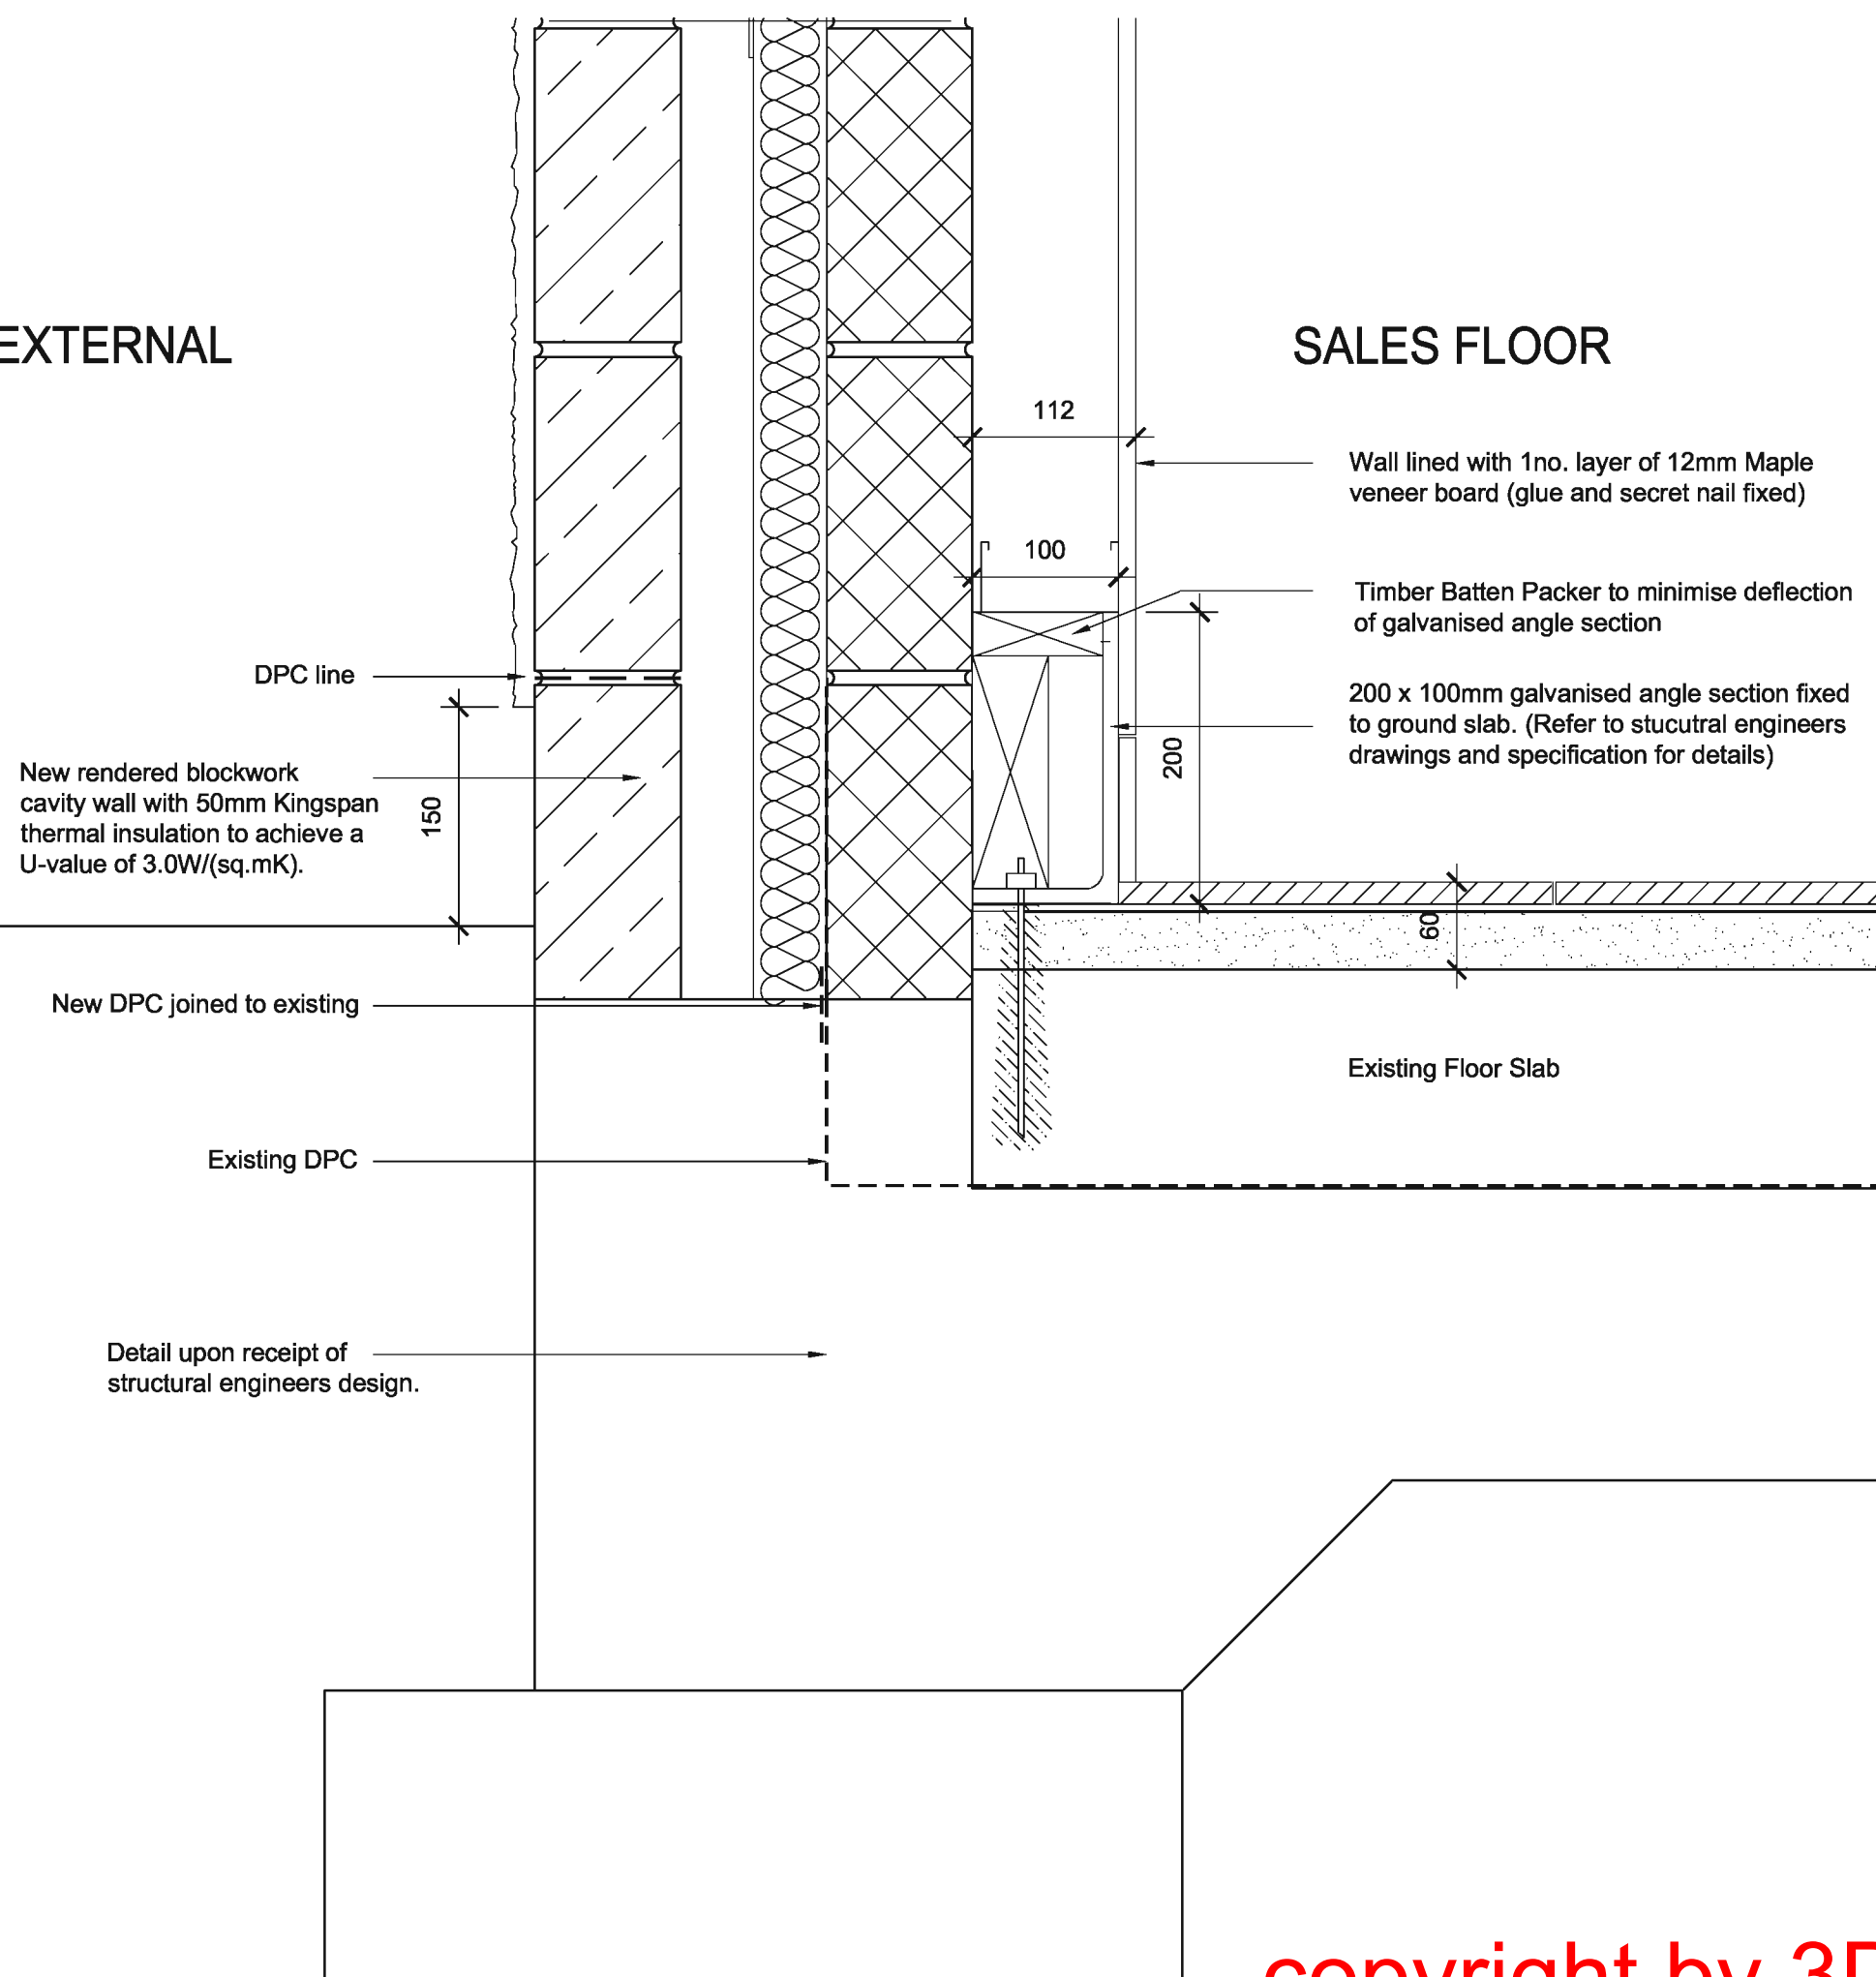 EXTERNAL
SALES FLOOR
112
Wall lined with 1no. layer of 12mm Maple
veneer board (glue and secret nail fixed)
100
Timber Batten Packer to minimise deflection
of galvanised angle section
DPC line
200 x 100mm galvanised angle section fixed
to ground slab. (Refer to stucutral engineers
drawings and specification for details)
200
New rendered blockwork
cavity wall with 50mm Kingspan
thermal insulation to achieve a
U-value of 3.0W/(sq.mK).
150
60
New DPC joined to existing
Existing Floor Slab
Existing DPC
Detail upon receipt of
structural engineers design.
copyright by